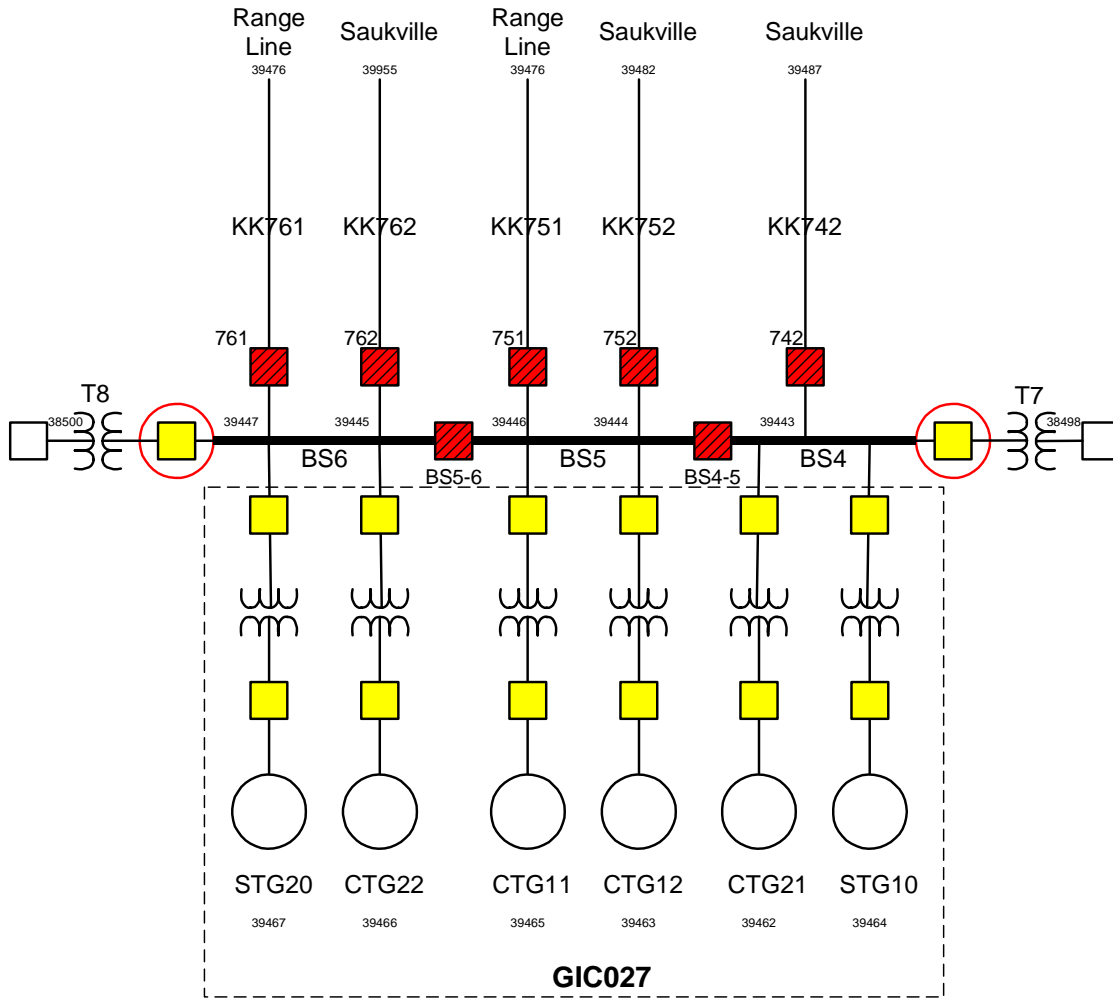 Range
Line
Saukville
Range
Line
Saukville
Saukville
39476
39955
39476
39482
39487
KK761
KK762
KK751
KK752
KK742
761
762
751
752
742
T8
T7
38500
39447
39445
39446
39444
39443
38498
BS6
BS5
BS4
BS5-6
BS4-5
STG20
CTG22
CTG11
CTG12
CTG21
STG10
39467
39466
39465
39463
39462
39464
GIC027